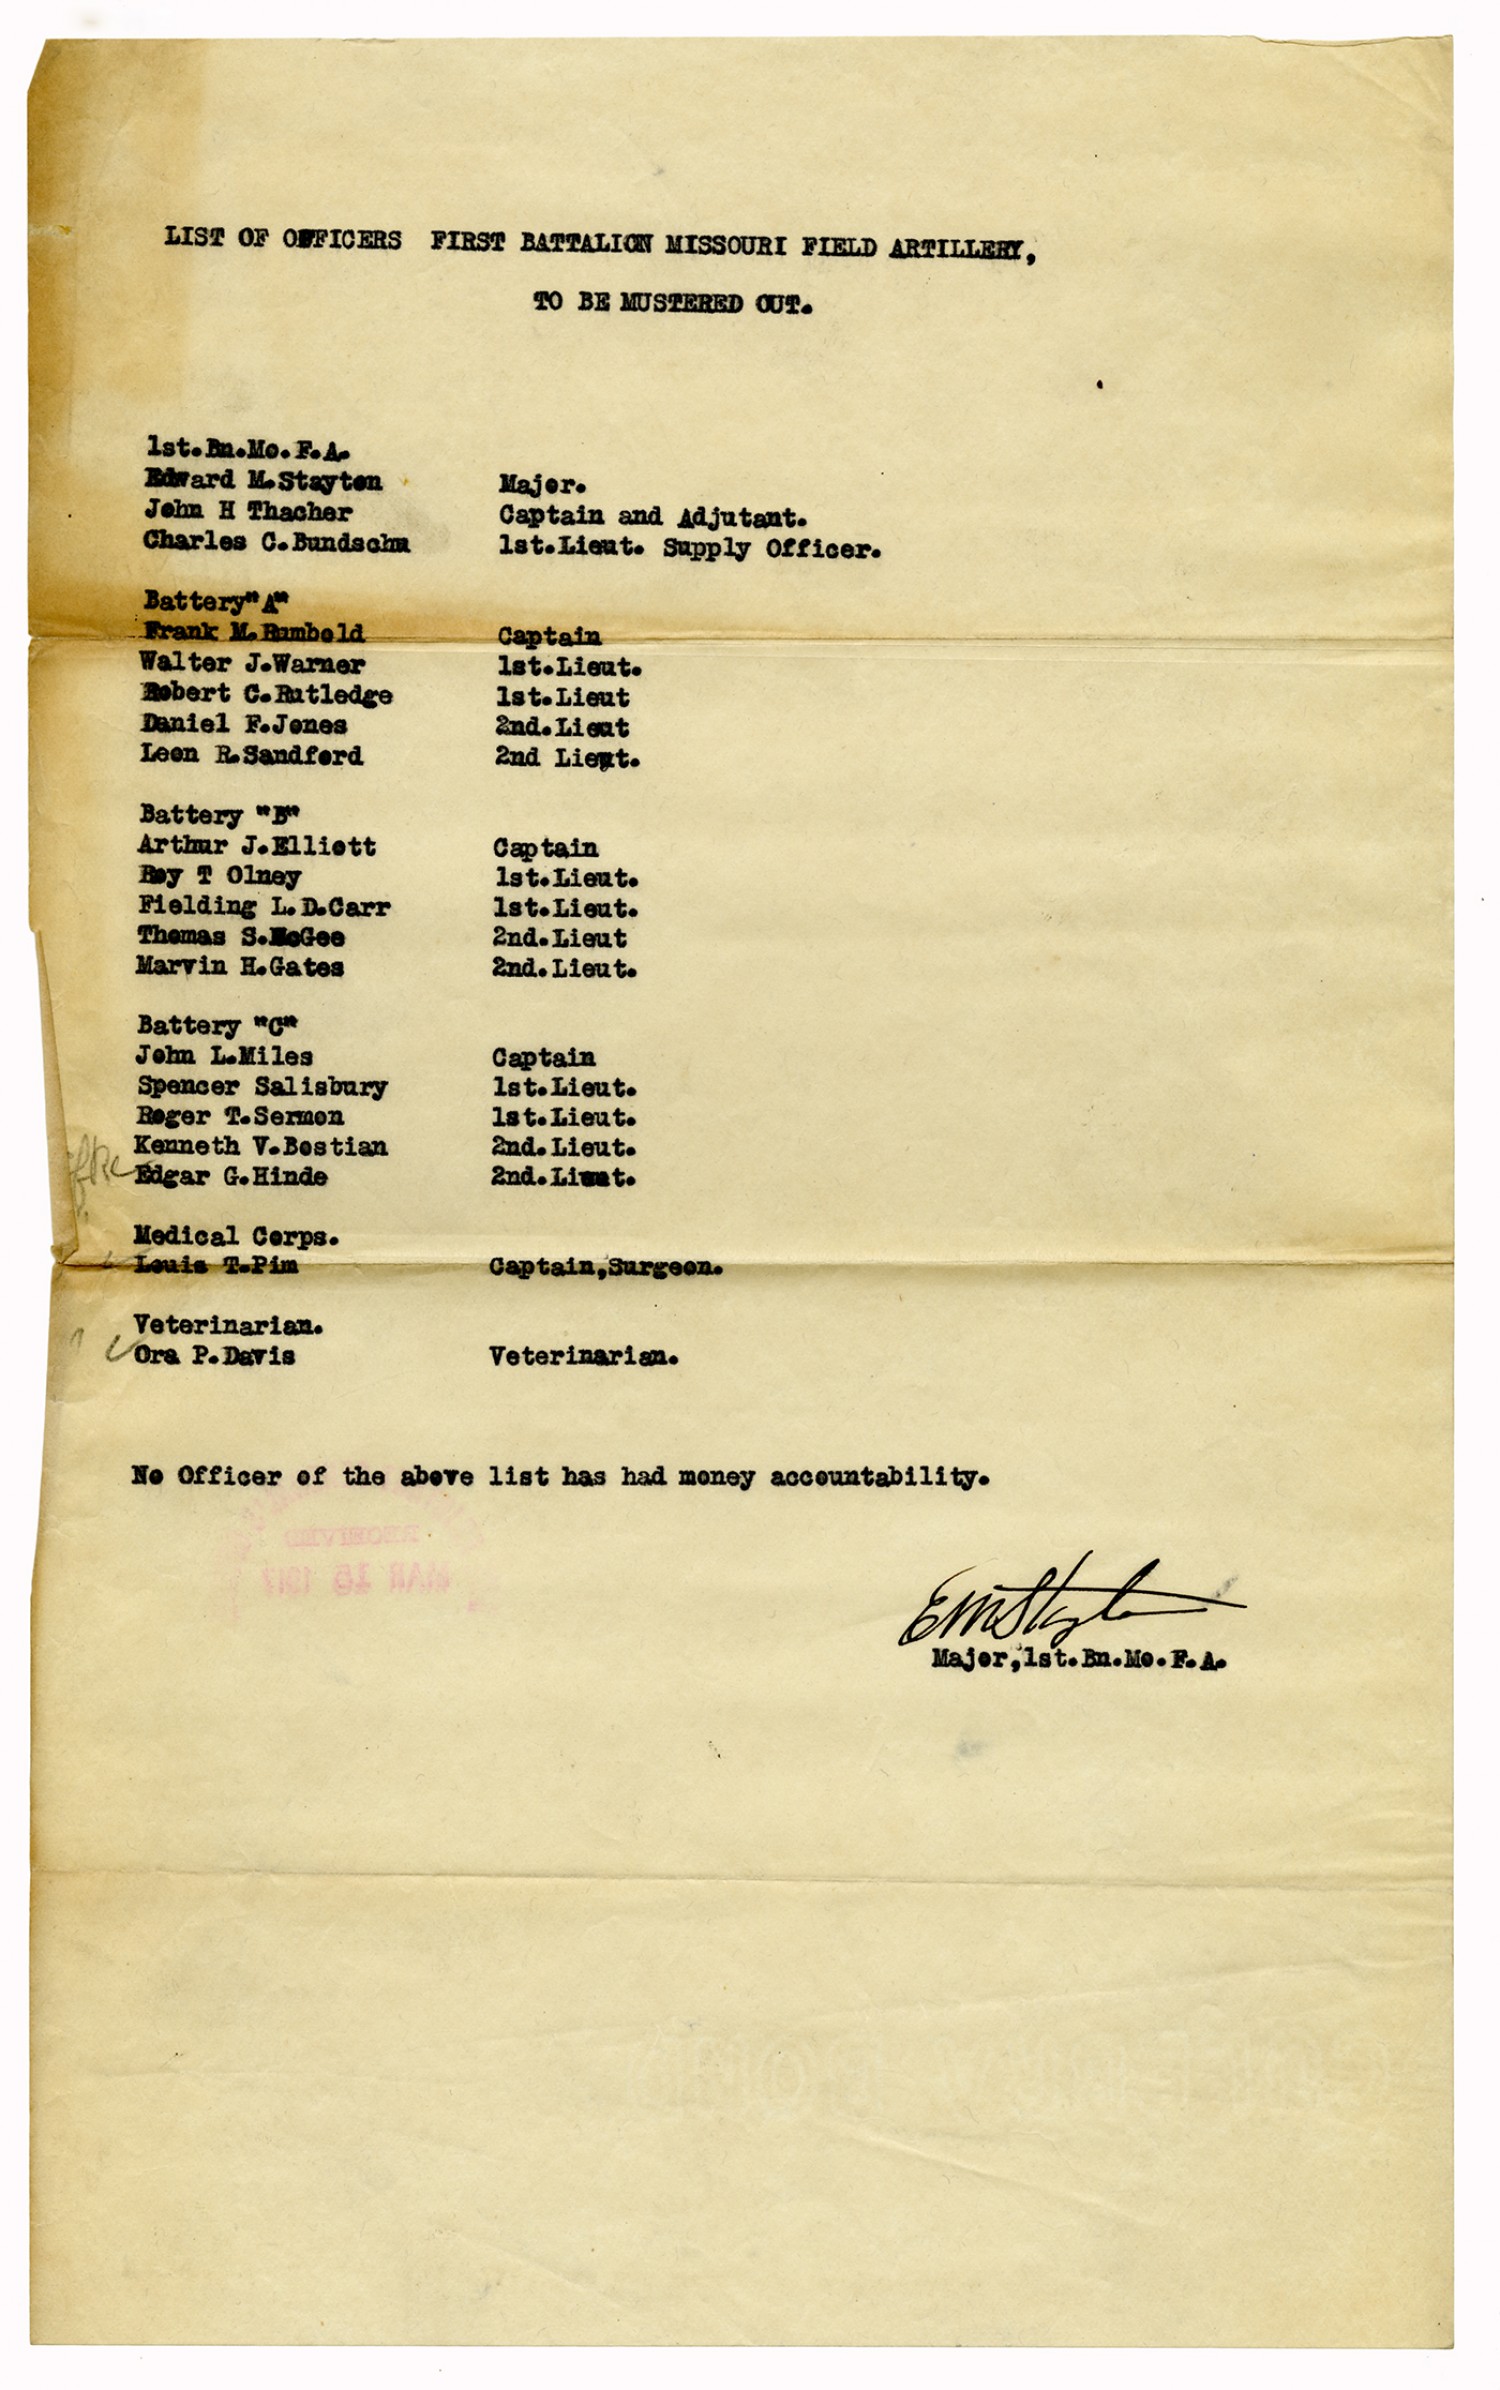 LIST OF OFFICERS FIRST BATTALION MISSOURI FIELD ARTILLERY,
TO BE MUSTERED OUT.
1st.Bn.Mo.F.A.
Edward M.Stayton Major.
John H Thacher Captain and Adjutant.
Charles C.Bundschu 1st.Lieut. Supply Officer.
Battery"A"
Frank M.Rumbold Captain
Walter J.Warner 1st.Lieut.
Robert C.Rutledge 1st.Lieut
Daniel F.Jones 2nd.Lieut
Leon R.Sandford 2nd Lieut.
Battery "B"
Arthur J.Elliott Captain
Roy T Olney 1st.Lieut.
Fielding L.D.Carr 1st.Lieut.
Thomas S.McGee 2nd.Lieut
Marvin H.Gates 2nd.Lieut.
Battery "C"
John L.Miles Captain
Spencer Salisbury 1st.Lieut.
Roger T.Sermon 1st.Lieut.
Kenneth V.Bostian 2nd.Lieut.
Edgar G.Hinde 2nd.Lieut.
Medical Corps.
Louis T.Pim Captain,Surgeon.
Veterinarian.
Ora P.Davis Veterinarian.
No Officer of the above list has had money accountability.
RECEIVED
MAR 16 1917
EMStayton
Major,1st.Bn.Mo.F.A.